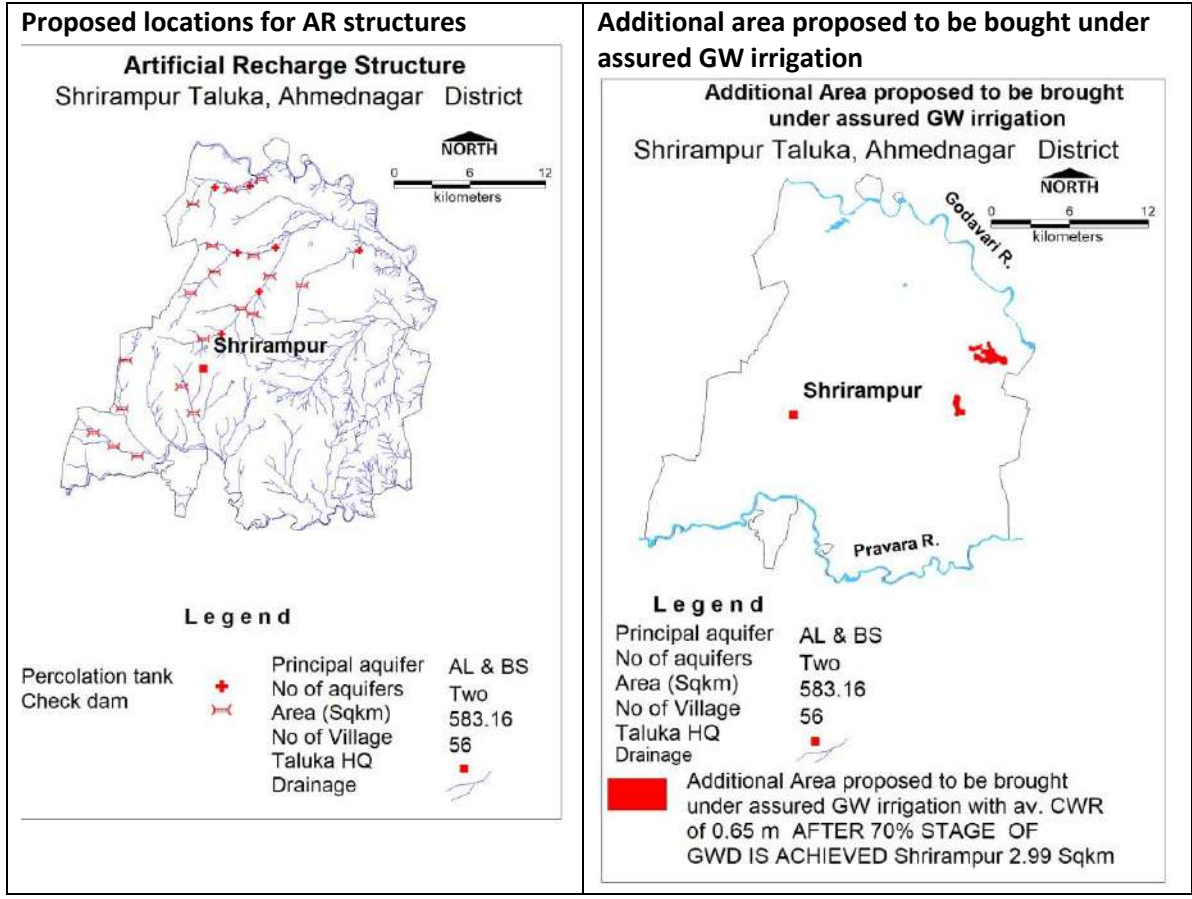 Proposed locations for AR structures
Artificial Recharge Structure
Shrirampur Taluka, Ahmednagar District
NORTH
0 6 12
kilometers
Shrirampur
Legend
Percolation tank
Check dam
Principal aquifer AL & BS
No of aquifers Two
Area (Sqkm) 583.16
No of Village 56
Taluka HQ
Drainage
Additional area proposed to be bought under
assured GW irrigation
Additional Area proposed to be brought
under assured GW irrigation
Shrirampur Taluka, Ahmednagar District
NORTH
0 6 12
kilometers
Godavari R.
Shrirampur
Pravara R.
Legend
Principal aquifer AL & BS
No of aquifers Two
Area (Sqkm) 583.16
No of Village 56
Taluka HQ
Drainage
Additional Area proposed to be brought
under assured GW irrigation with av. CWR
of 0.65 m AFTER 70% STAGE OF
GWD IS ACHIEVED Shrirampur 2.99 Sqkm